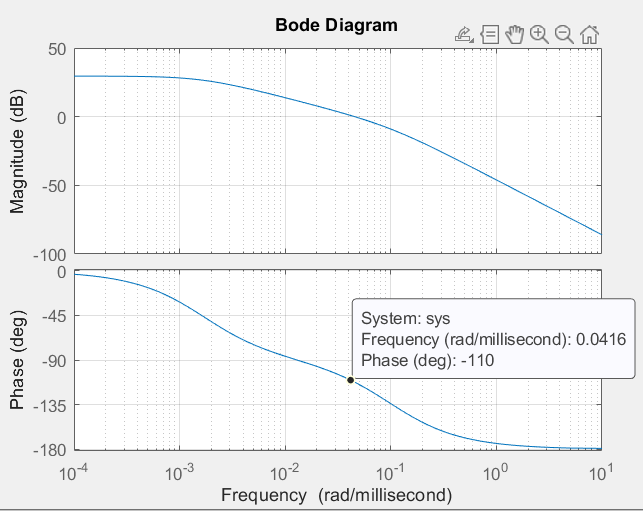 Bode Diagram
50
0
-50
-100
Magnitude (dB)
0
-45
-90
-135
-180
Phase (deg)
System: sys
Frequency (rad/millisecond): 0.0416
Phase (deg): -110
10^-4 10^-3 10^-2 10^-1 10^0 10^1
Frequency (rad/millisecond)